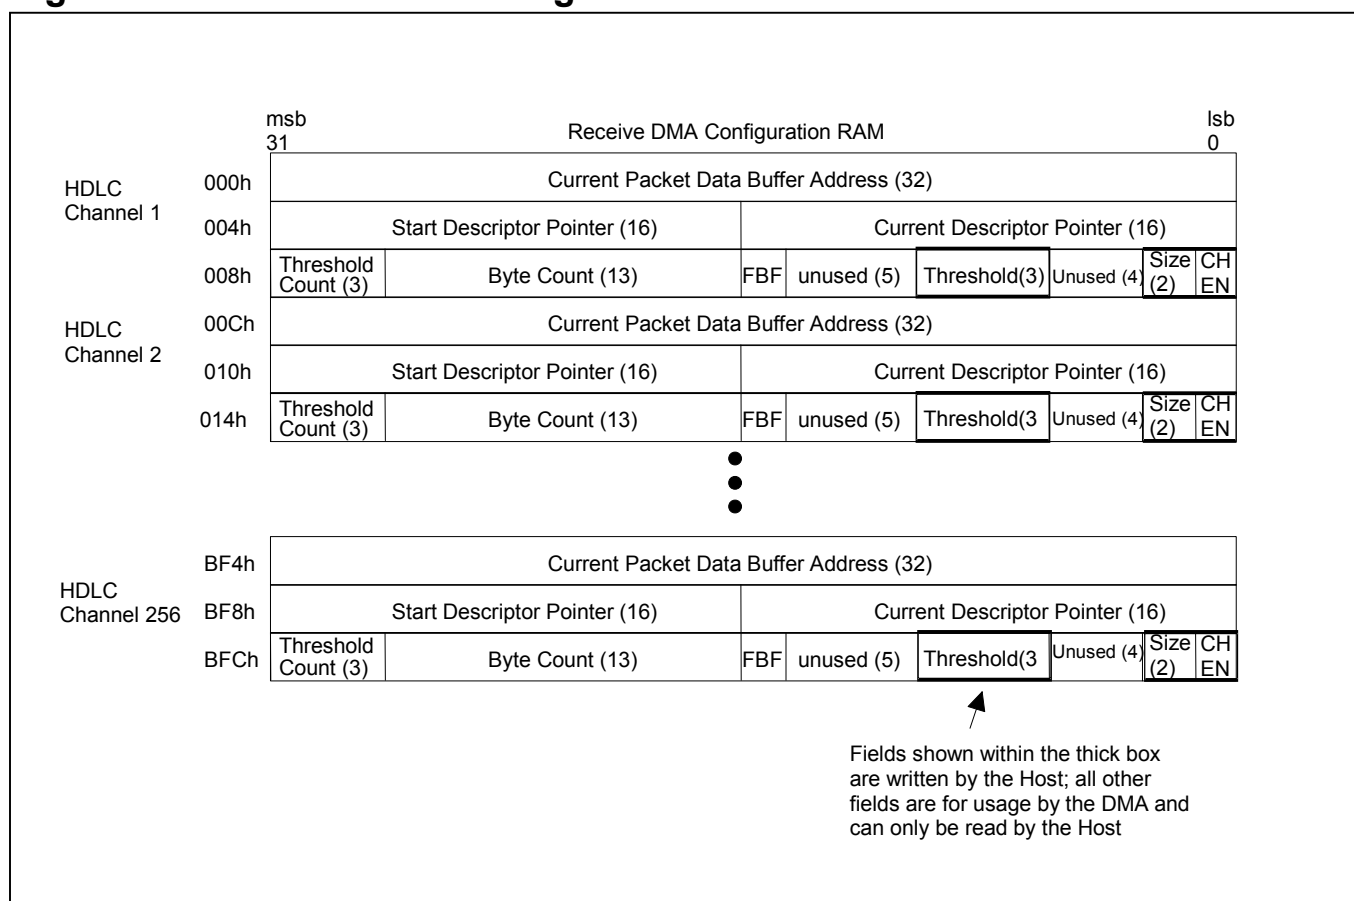 msb
31
Receive DMA Configuration RAM
lsb
0
HDLC
Channel 1
000h
Current Packet Data Buffer Address (32)
004h
Start Descriptor Pointer (16)
Current Descriptor Pointer (16)
008h
Threshold
Count (3)
Byte Count (13)
FBF
unused (5)
Threshold(3)
Unused (4)
Size
(2)
CH
EN
HDLC
Channel 2
00Ch
Current Packet Data Buffer Address (32)
010h
Start Descriptor Pointer (16)
Current Descriptor Pointer (16)
014h
Threshold
Count (3)
Byte Count (13)
FBF
unused (5)
Threshold(3
Unused (4)
Size
(2)
CH
EN
HDLC
Channel 256
BF4h
Current Packet Data Buffer Address (32)
BF8h
Start Descriptor Pointer (16)
Current Descriptor Pointer (16)
BFCh
Threshold
Count (3)
Byte Count (13)
FBF
unused (5)
Threshold(3
Unused (4)
Size
(2)
CH
EN
Fields shown within the thick box
are written by the Host; all other
fields are for usage by the DMA and
can only be read by the Host